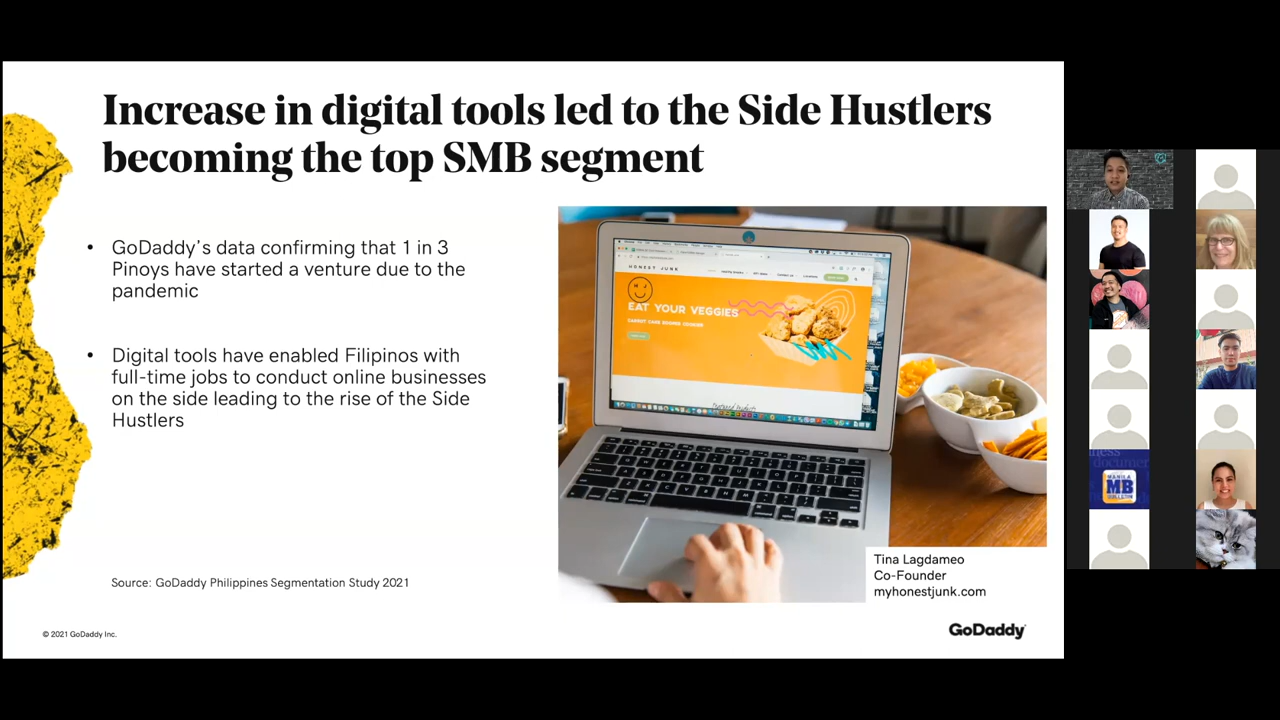 Increase in digital tools led to the Side Hustlers
becoming the top SMB segment
• GoDaddy's data confirming that 1 in 3
Pinoys have started a venture due to the
pandemic
• Digital tools have enabled Filipinos with
full-time jobs to conduct online businesses
on the side leading to the rise of the Side
Hustlers
Source: GoDaddy Philippines Segmentation Study 2021
© 2021 GoDaddy Inc.
HONEST JUNK
HJ
EAT YOUR VEGGIES
Tina Lagdameo
Co-Founder
myhonestjunk.com
GoDaddy
MANILA
MB
BULLETIN